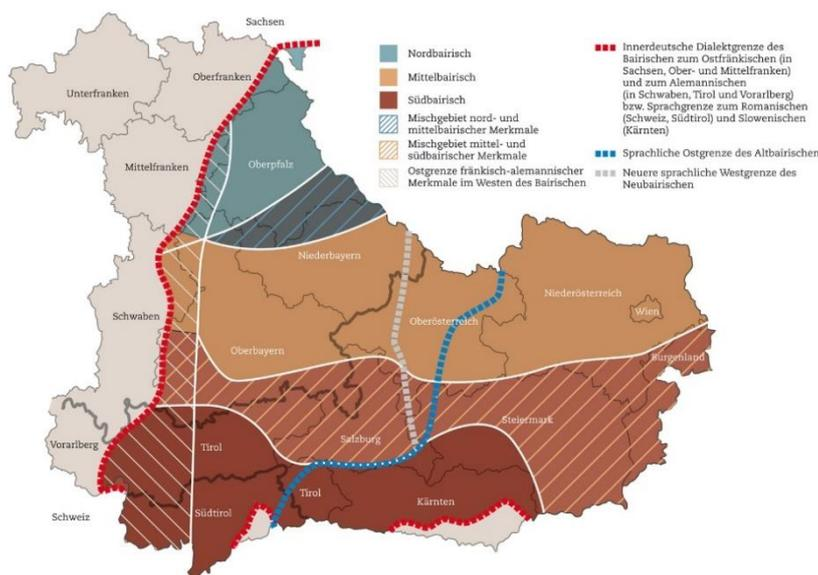 Sachsen
Oberfranken
Unterfranken
Mittelfranken
Oberpfalz
Niederbayern
Schwaben
Oberbayern
Oberösterreich
Niederösterreich
Wien
Burgenland
Steiermark
Salzburg
Vorarlberg
Tirol
Tirol
Kärnten
Schweiz
Südtirol
Nordbairisch
Mittelbairisch
Südbairisch
Mischgebiet nord- und
mittelbairischer Merkmale
Mischgebiet mittel- und
südbairischer Merkmale
Ostgrenze fränkisch-alemannischer
Merkmale im Westen des Bairischen
Innerdeutsche Dialektgrenze des
Bairischen zum Ostfränkischen (in
Sachsen, Ober- und Mittelfranken)
und zum Alemannischen
(in Schwaben, Tirol und Vorarlberg)
bzw. Sprachgrenze zum Romanischen
(Schweiz, Südtirol) und Slowenischen
(Kärnten)
Sprachliche Ostgrenze des Altbairischen
Neuere sprachliche Westgrenze des
Neubairischen